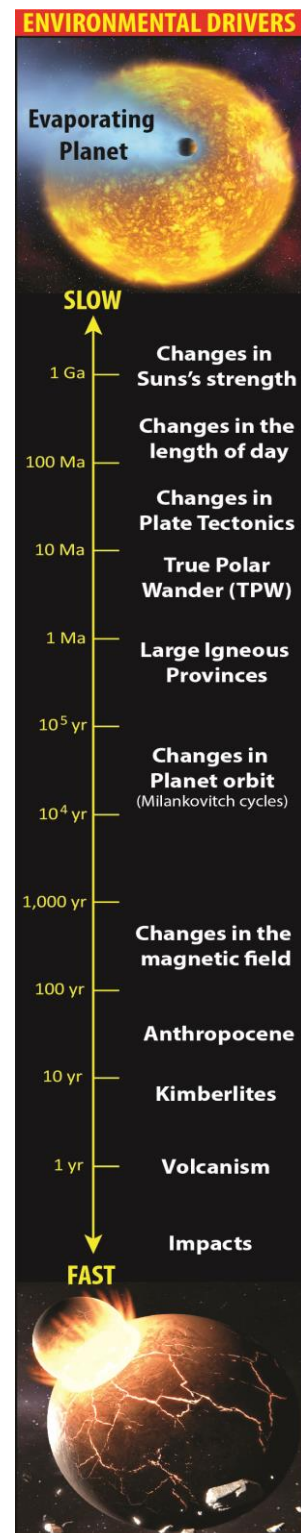 ENVIRONMENTAL DRIVERS
Evaporating
Planet
SLOW
Changes in
1 Ga
Suns's strength
Changes in the
length of day
100 Ma
Changes in
Plate Tectonics
10 Ma
True Polar
Wander (TPW)
1 Ma
Large Igneous
Provinces
10⁵ yr
Changes in
Planet orbit
(Milankovitch cycles)
10⁴ yr
1,000 yr
Changes in the
magnetic field
100 yr
Anthropocene
10 yr
Kimberlites
1 yr
Volcanism
Impacts
FAST